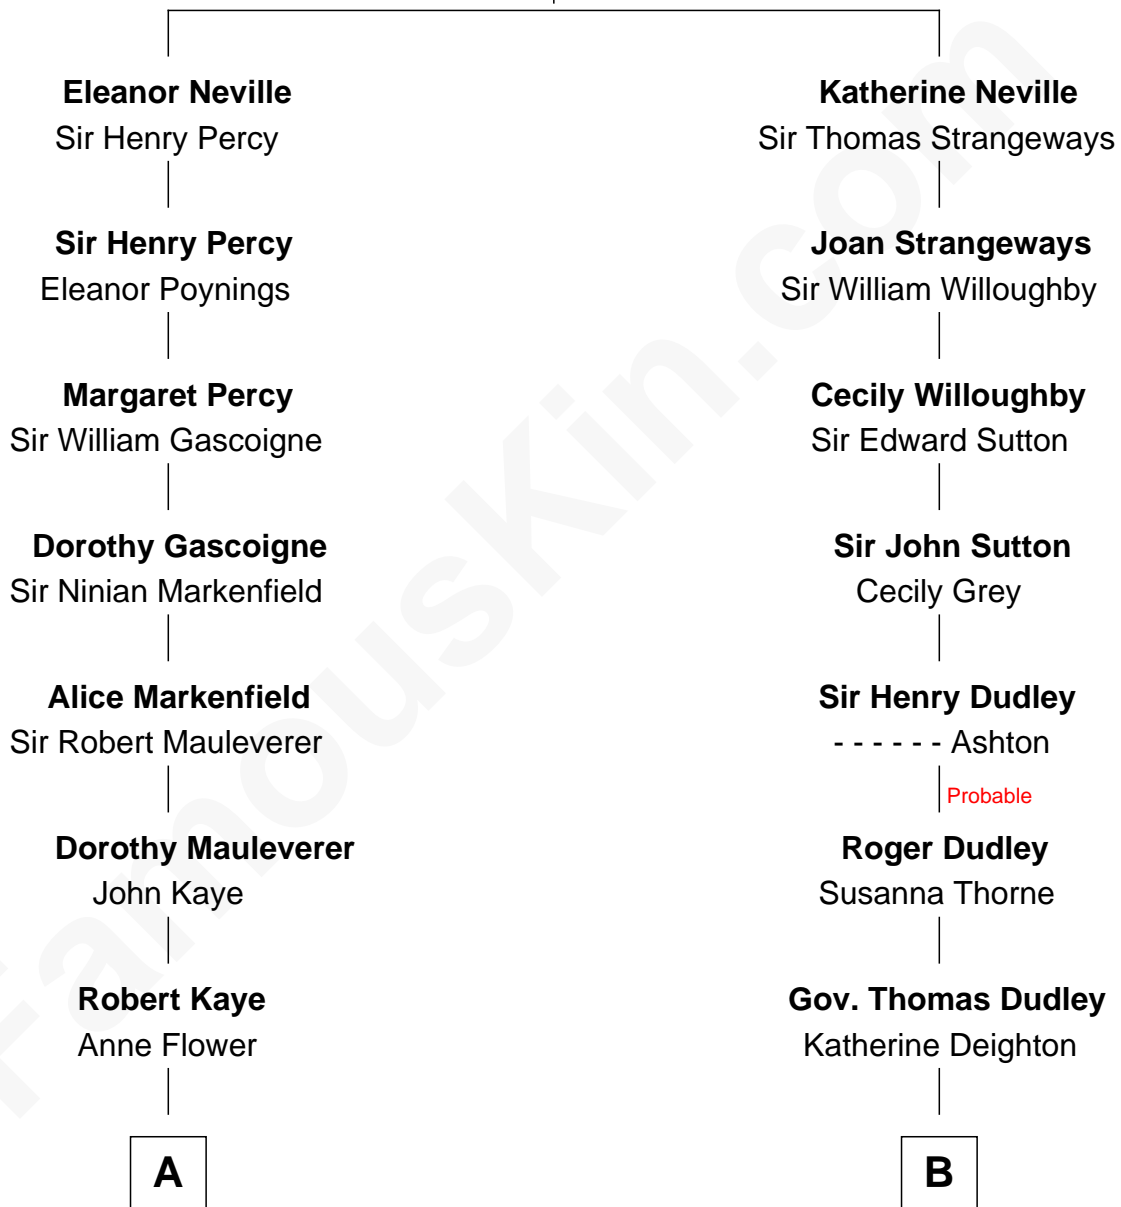 Eleanor Neville
Sir Henry Percy
Sir Henry Percy
Eleanor Poynings
Margaret Percy
Sir William Gascoigne
Dorothy Gascoigne
Sir Ninian Markenfield
Alice Markenfield
Sir Robert Mauleverer
Dorothy Mauleverer
John Kaye
Robert Kaye
Anne Flower
A
Katherine Neville
Sir Thomas Strangeways
Joan Strangeways
Sir William Willoughby
Cecily Willoughby
Sir Edward Sutton
Sir John Sutton
Cecily Grey
Sir Henry Dudley
- - - - - - Ashton
Probable
Roger Dudley
Susanna Thorne
Gov. Thomas Dudley
Katherine Deighton
B
FamousKin.com